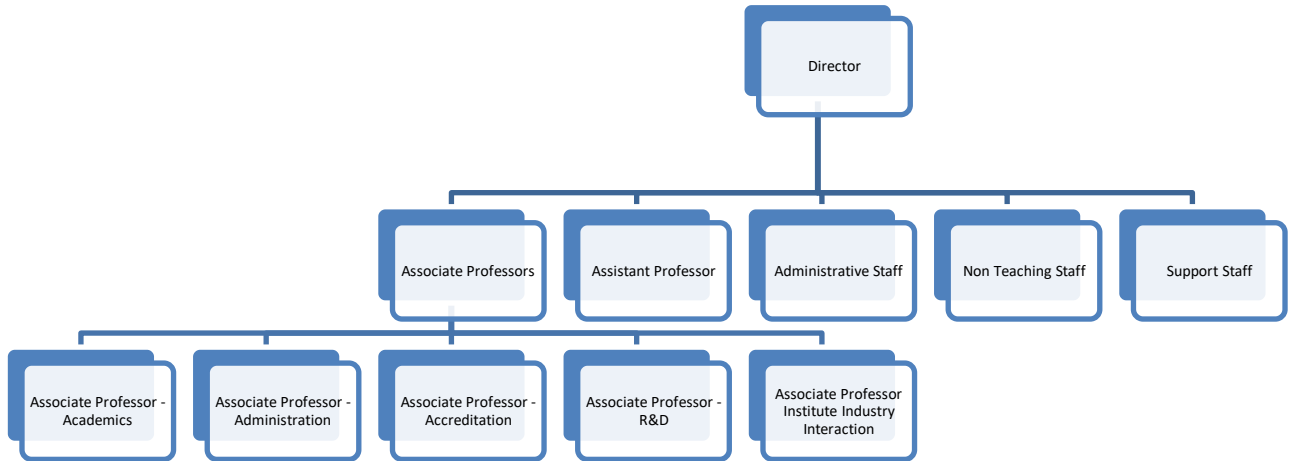 Director
Associate Professors
Assistant Professor
Administrative Staff
Non Teaching Staff
Support Staff
Associate Professor -
Academics
Associate Professor -
Administration
Associate Professor -
Accreditation
Associate Professor -
R&D
Associate Professor
Institute Industry
Interaction